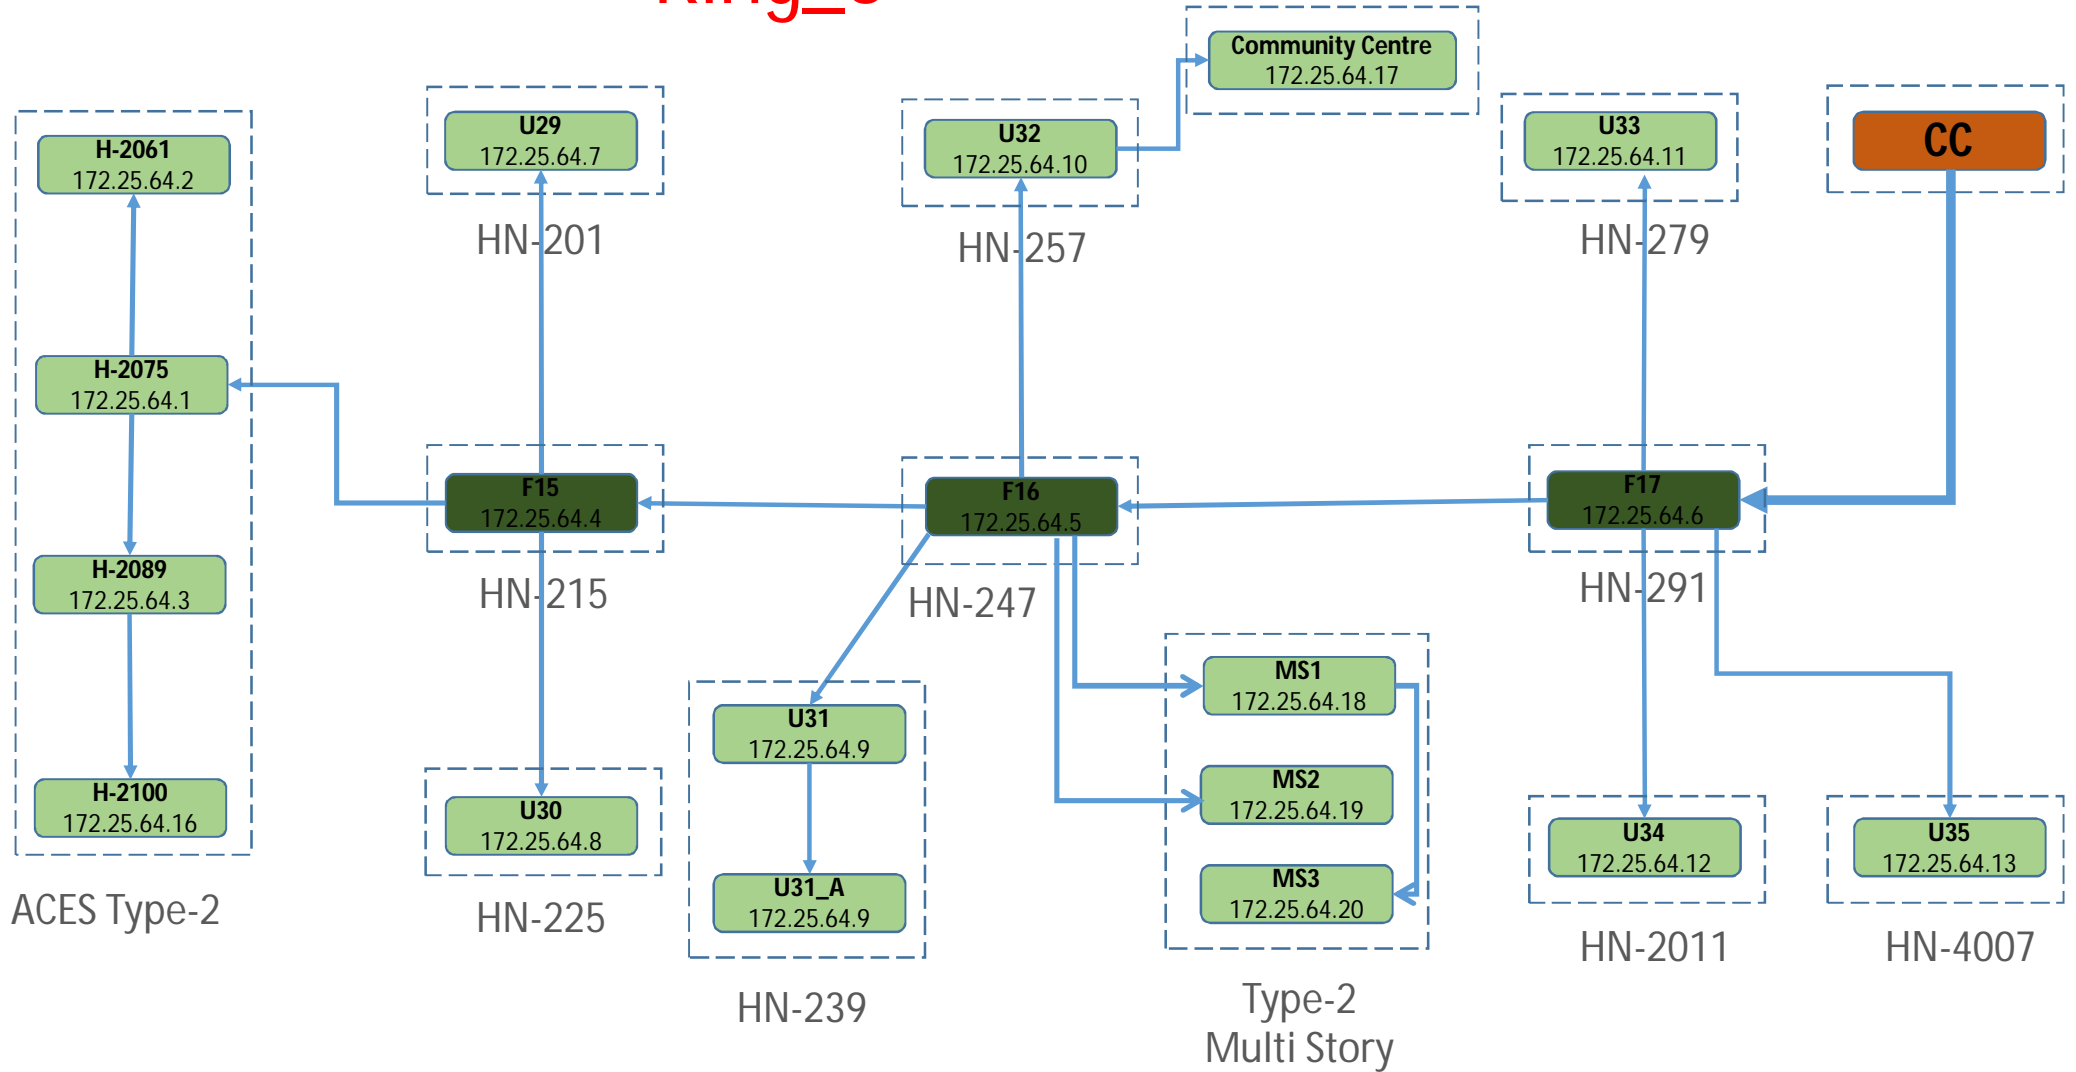 Community Centre
172.25.64.17
H-2061
172.25.64.2
U29
172.25.64.7
HN-201
U32
172.25.64.10
HN-257
U33
172.25.64.11
HN-279
CC
H-2075
172.25.64.1
F15
172.25.64.4
HN-215
F16
172.25.64.5
HN-247
F17
172.25.64.6
HN-291
H-2089
172.25.64.3
H-2100
172.25.64.16
ACES Type-2
U30
172.25.64.8
HN-225
U31
172.25.64.9
U31_A
172.25.64.9
HN-239
MS1
172.25.64.18
MS2
172.25.64.19
MS3
172.25.64.20
Type-2
Multi Story
U34
172.25.64.12
HN-2011
U35
172.25.64.13
HN-4007